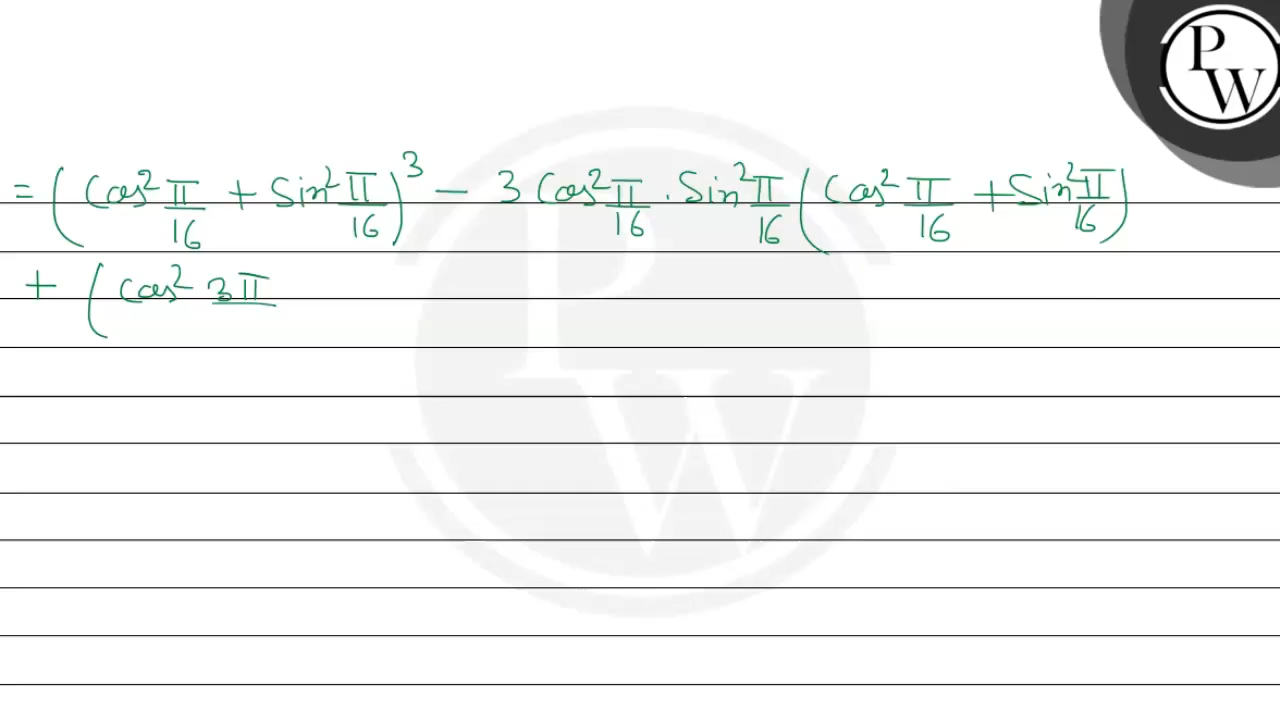 PW
= (Cos² π/16 + Sin² π/16)³ - 3 Cos² π/16 . Sin² π/16 (Cos² π/16 + Sin² π/16)
+ (Cos² 3π